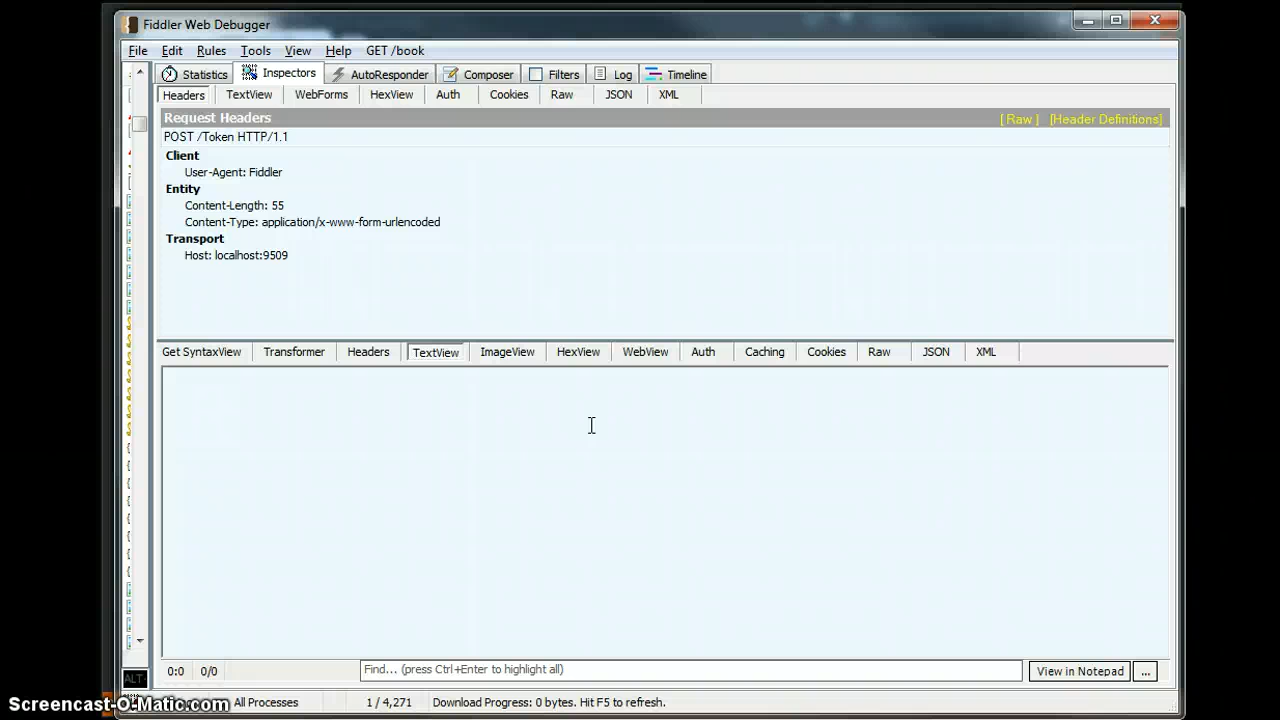 Fiddler Web Debugger
File Edit Rules Tools View Help GET /book
Statistics Inspectors AutoResponder Composer Filters Log Timeline
Headers TextView WebForms HexView Auth Cookies Raw JSON XML
Request Headers [ Raw ] [Header Definitions]
POST /Token HTTP/1.1
Client
User-Agent: Fiddler
Entity
Content-Length: 55
Content-Type: application/x-www-form-urlencoded
Transport
Host: localhost:9509
Get SyntaxView Transformer Headers TextView ImageView HexView WebView Auth Caching Cookies Raw JSON XML
0:0 0/0 Find... (press Ctrl+Enter to highlight all) View in Notepad ...
ALT-
Screencast-O-Matic.com All Processes 1 / 4,271 Download Progress: 0 bytes. Hit F5 to refresh.